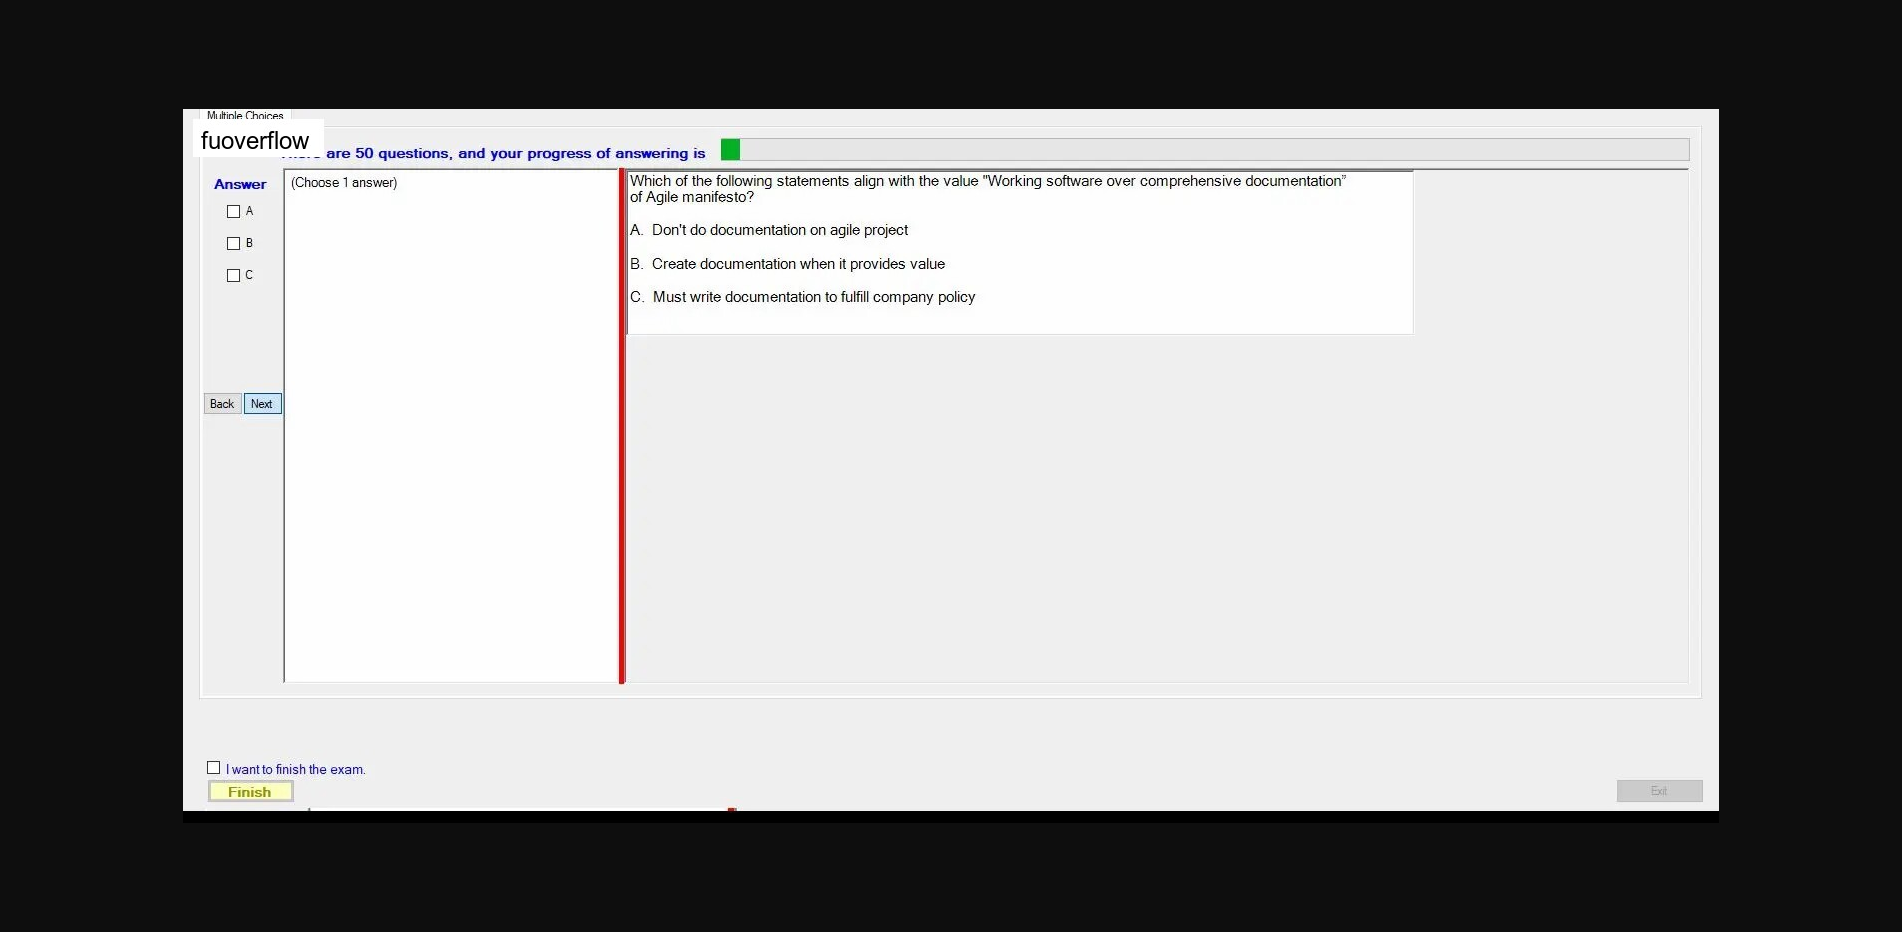 Multiple Choices
fuoverflow
are 50 questions, and your progress of answering is
Answer
(Choose 1 answer)
A
B
C
Back Next
Which of the following statements align with the value "Working software over comprehensive documentation”
of Agile manifesto?
A. Don't do documentation on agile project
B. Create documentation when it provides value
C. Must write documentation to fulfill company policy
I want to finish the exam.
Finish
Exit